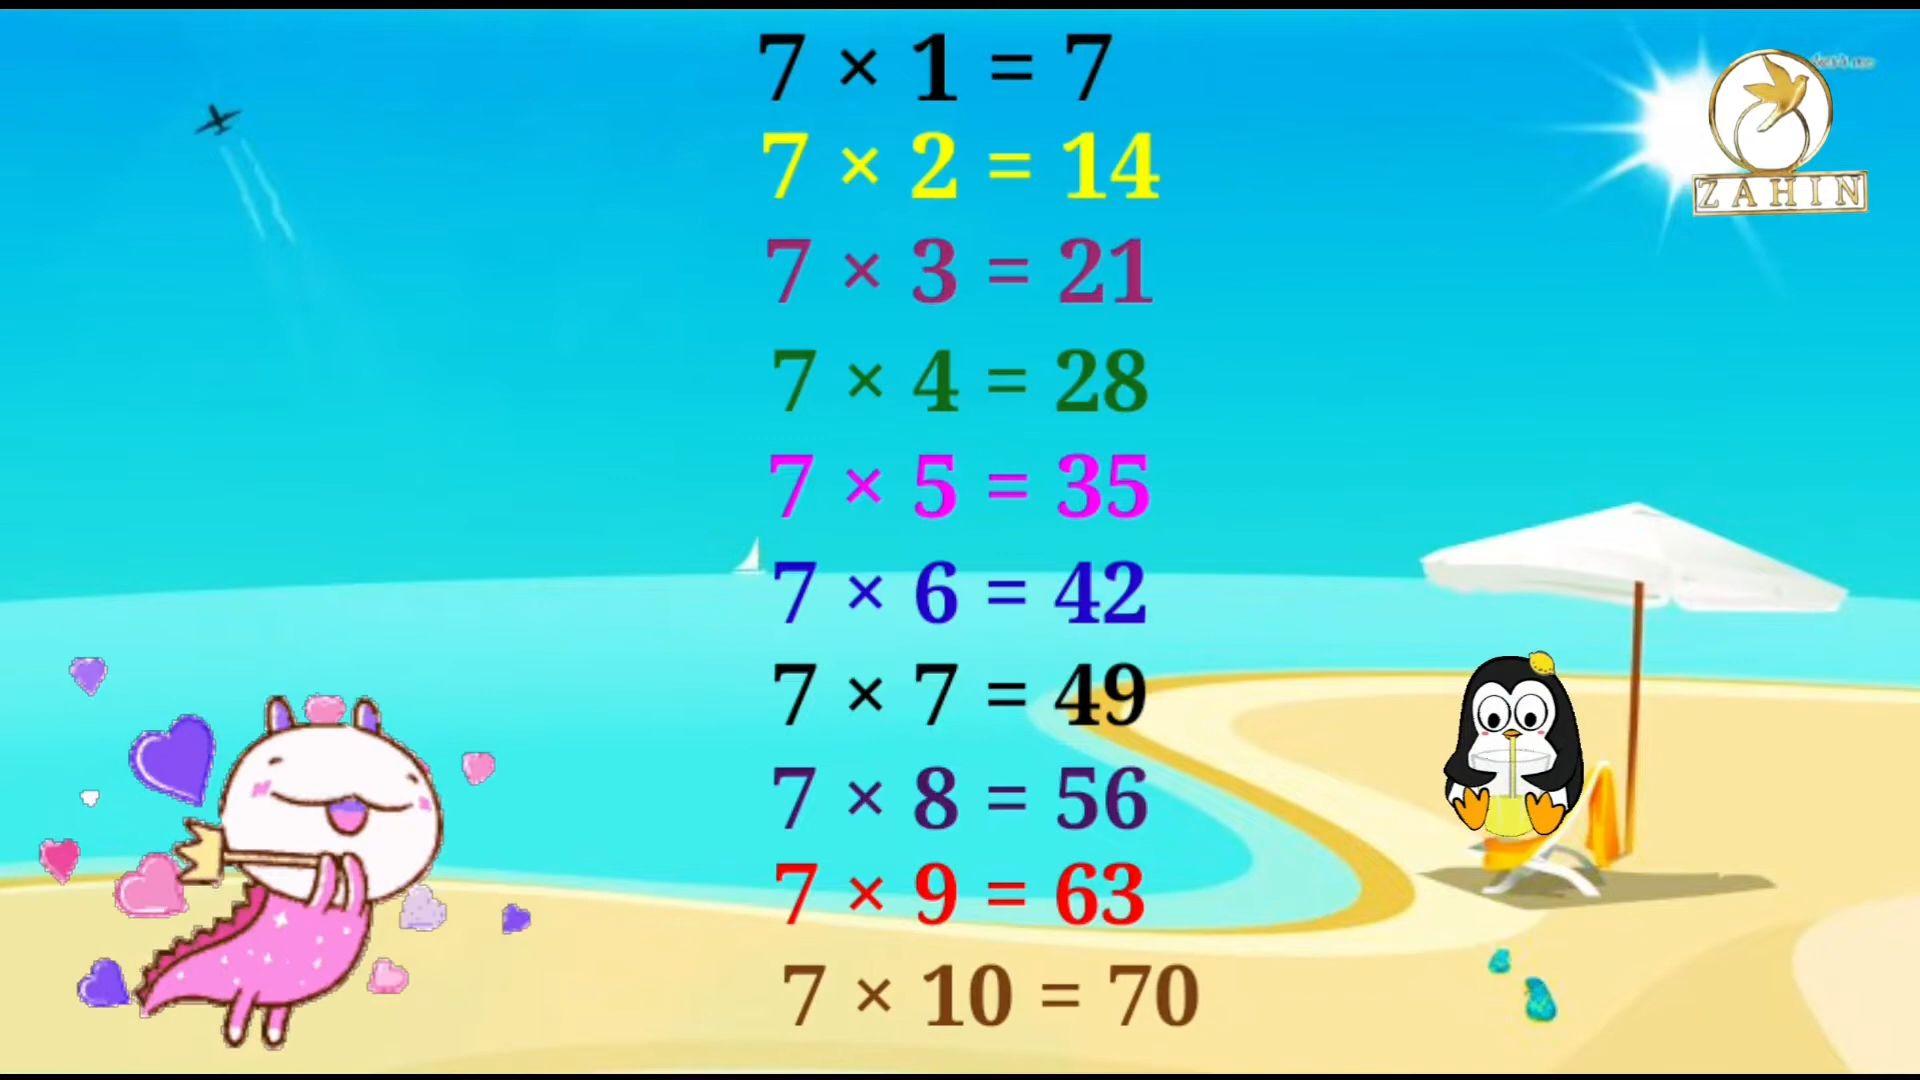 7 × 1 = 7
7 × 2 = 14
7 × 3 = 21
7 × 4 = 28
7 × 5 = 35
7 × 6 = 42
7 × 7 = 49
7 × 8 = 56
7 × 9 = 63
7 × 10 = 70
ZAHIN